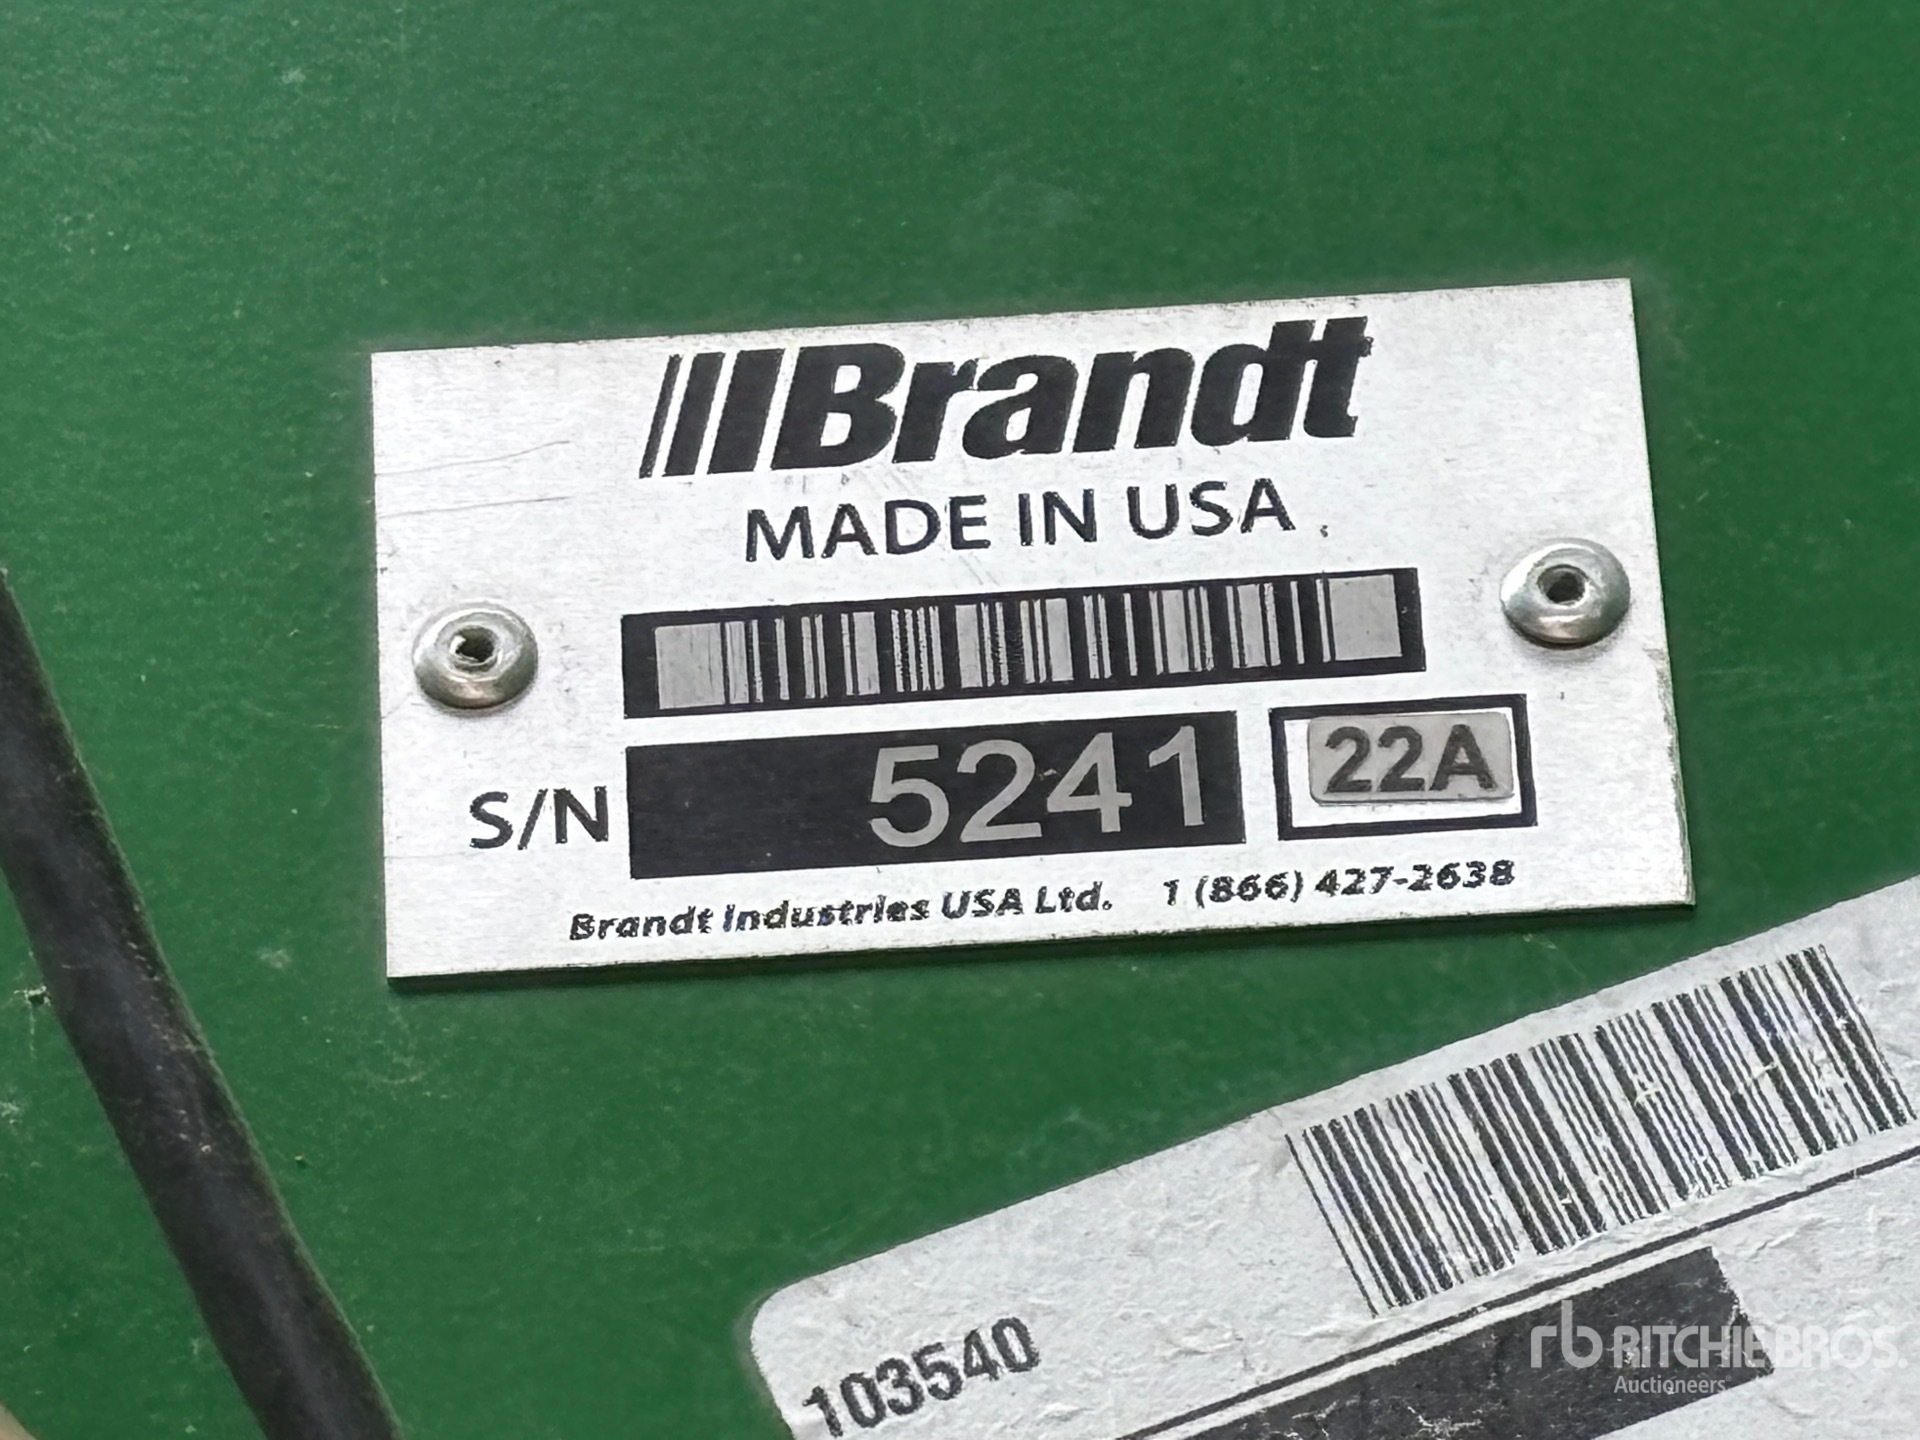 Brandt
MADE IN USA
S/N 5241 22A
Brandt Industries USA Ltd. 1 (866) 427-2638
103540
rb RITCHIE BROS.
Auctioneers